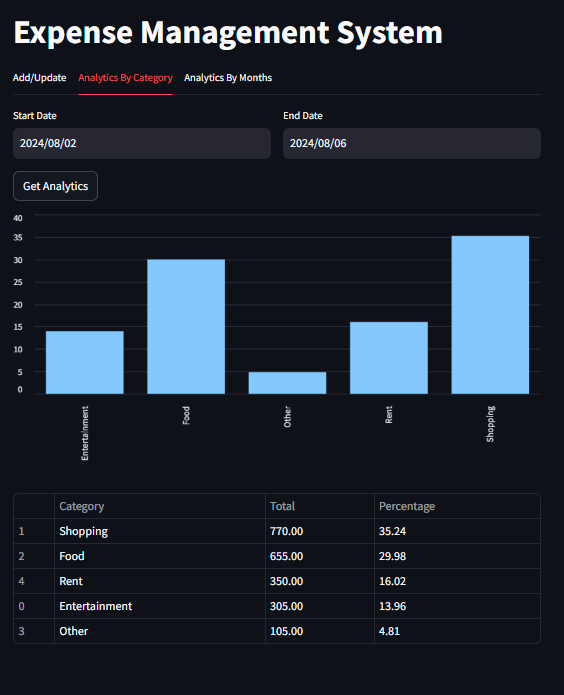 Expense Management System
Add/Update Analytics By Category Analytics By Months
Start Date End Date
2024/08/02 2024/08/06
Get Analytics
40
35
30
25
20
15
10
5
0
Entertainment Food Other Rent Shopping
Category Total Percentage
1 Shopping 770.00 35.24
2 Food 655.00 29.98
4 Rent 350.00 16.02
0 Entertainment 305.00 13.96
3 Other 105.00 4.81